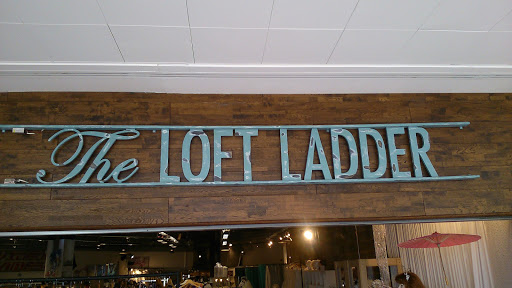 The LOFT LADDER